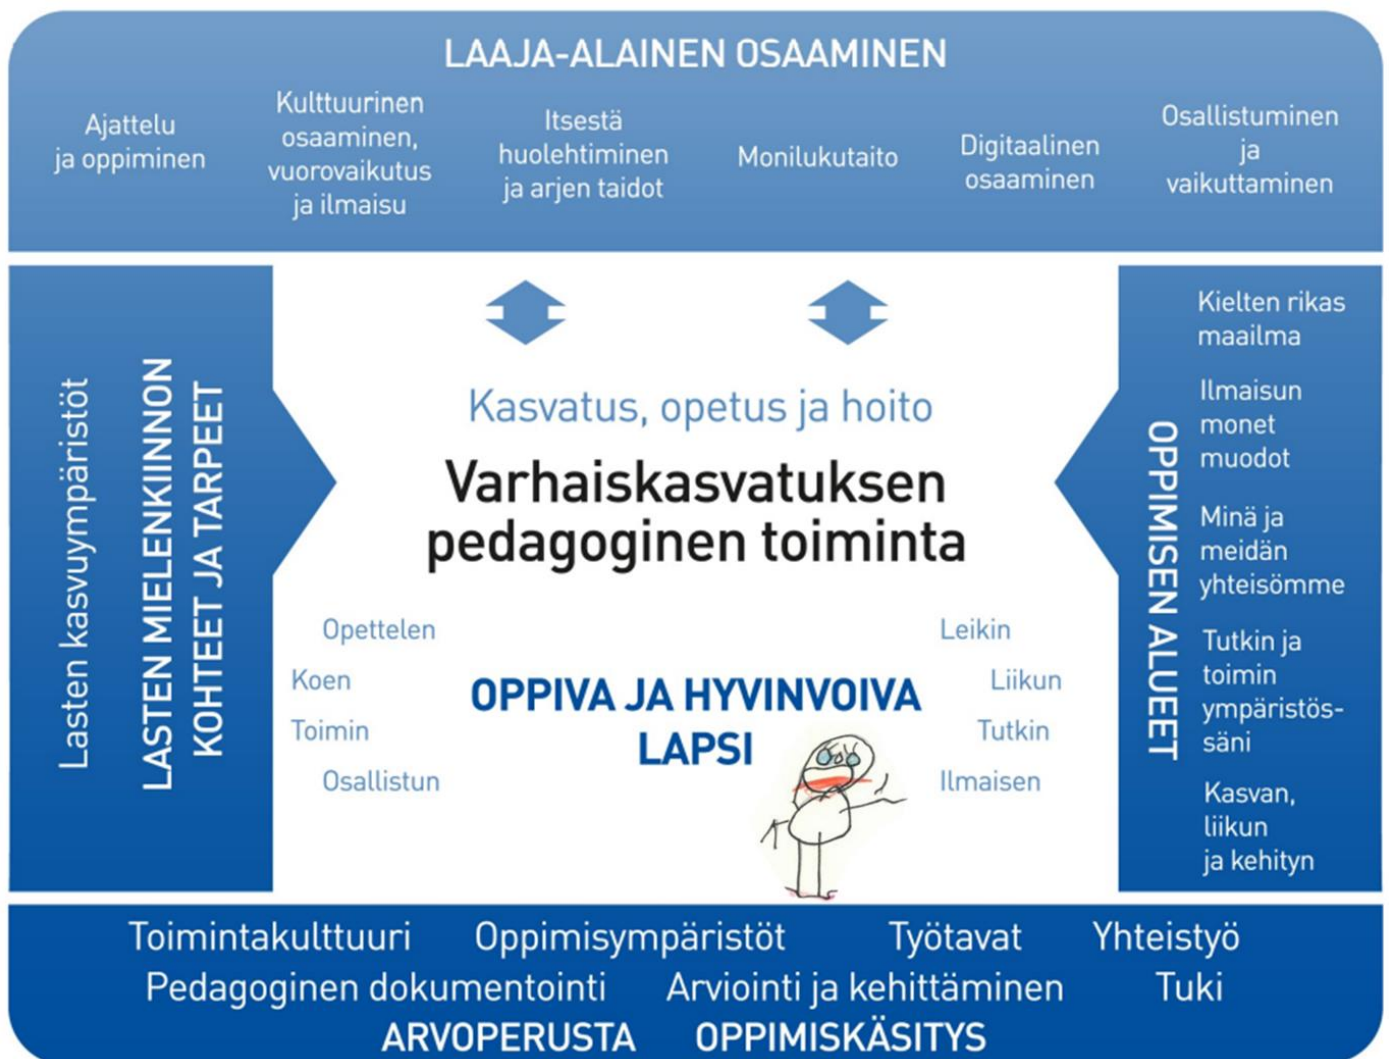 LAAJA-ALAINEN OSAAMINEN
Ajattelu
ja oppiminen
Kulttuurinen
osaaminen,
vuorovaikutus
ja ilmaisu
Itsestä
huolehtiminen
ja arjen taidot
Monilukutaito
Digitaalinen
osaaminen
Osallistuminen
ja
vaikuttaminen
Lasten kasvuympäristöt
LASTEN MIELENKIINNON
KOHTEET JA TARPEET
Kasvatus, opetus ja hoito
Varhaiskasvatuksen
pedagoginen toiminta
Opettelen
Koen
Toimin
Osallistun
OPPIVA JA HYVINVOIVA
LAPSI
Leikin
Liikun
Tutkin
Ilmaisen
OPPIMISEN ALUEET
Kielten rikas
maailma
Ilmaisun
monet
muodot
Minä ja
meidän
yhteisömme
Tutkin ja
toimin
ympäristös-
säni
Kasvan,
liikun
ja kehityn
Toimintakulttuuri Oppimisympäristöt Työtavat Yhteistyö
Pedagoginen dokumentointi Arviointi ja kehittäminen Tuki
ARVOPERUSTA OPPIMISKÄSITYS